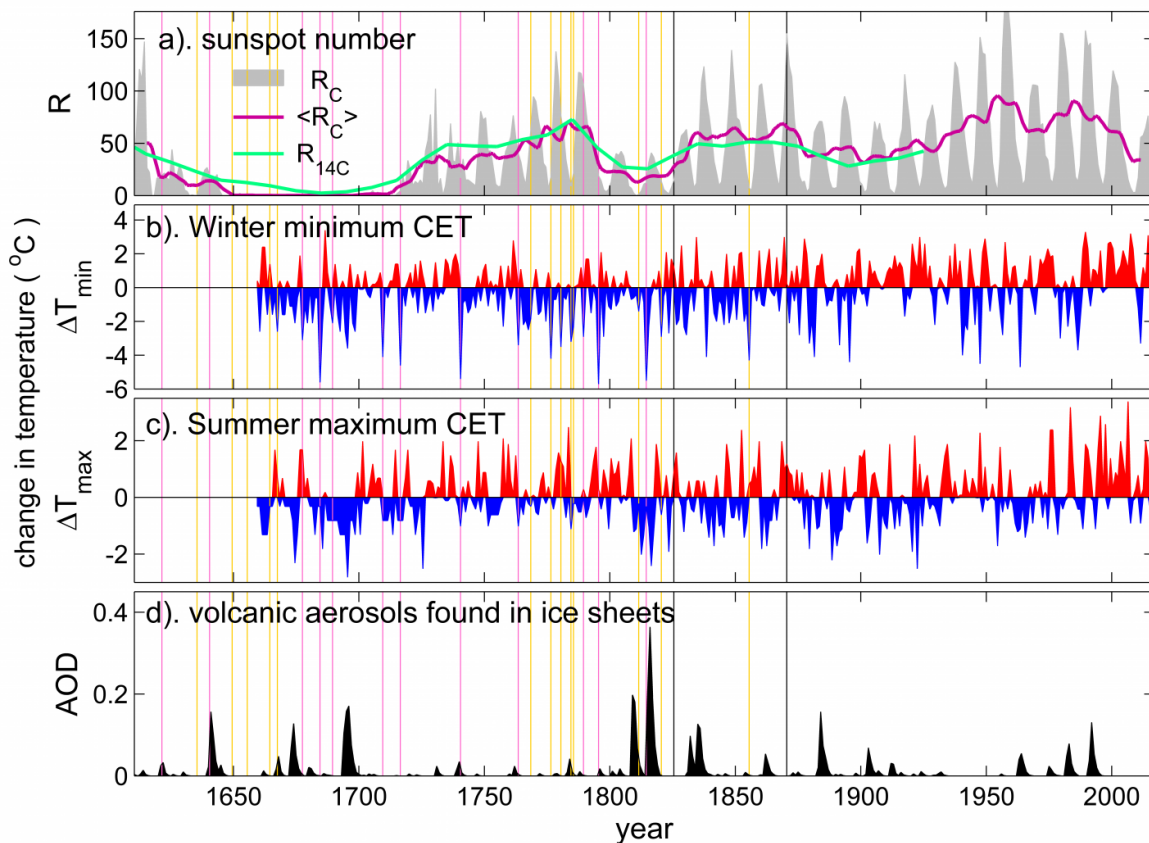 a). sunspot number
R_C
<R_C>
R_14C
R
150
100
50
0
b). Winter minimum CET
ΔT_min
4
2
0
-2
-4
-6
change in temperature ( °C )
c). Summer maximum CET
ΔT_max
2
0
-2
d). volcanic aerosols found in ice sheets
AOD
0.4
0.2
0
1650 1700 1750 1800 1850 1900 1950 2000
year